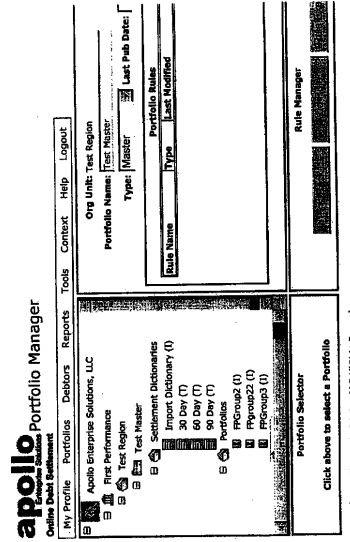 apollo Portfolio Manager
Enterprise Solutions
Online Debt Settlement
My Profile Portfolios Debtors Reports Tools Context Help Logout
Apollo Enterprise Solutions, LLC
First Performance
Test Region
Test Master
Settlement Dictionaries
Import Dictionary (I)
30 Day (T)
60 Day (T)
90 Day (T)
Portfolios
FPGroup2 (I)
FPgroup22 (I)
FPGroup3 (I)
Portfolio Selector
Click above to select a Portfolio
Org Unit: Test Region
Portfolio Name: Test Master
Type: Master Last Pub Date:
Portfolio Rules
Rule Name Type Last Modified
Rule Manager